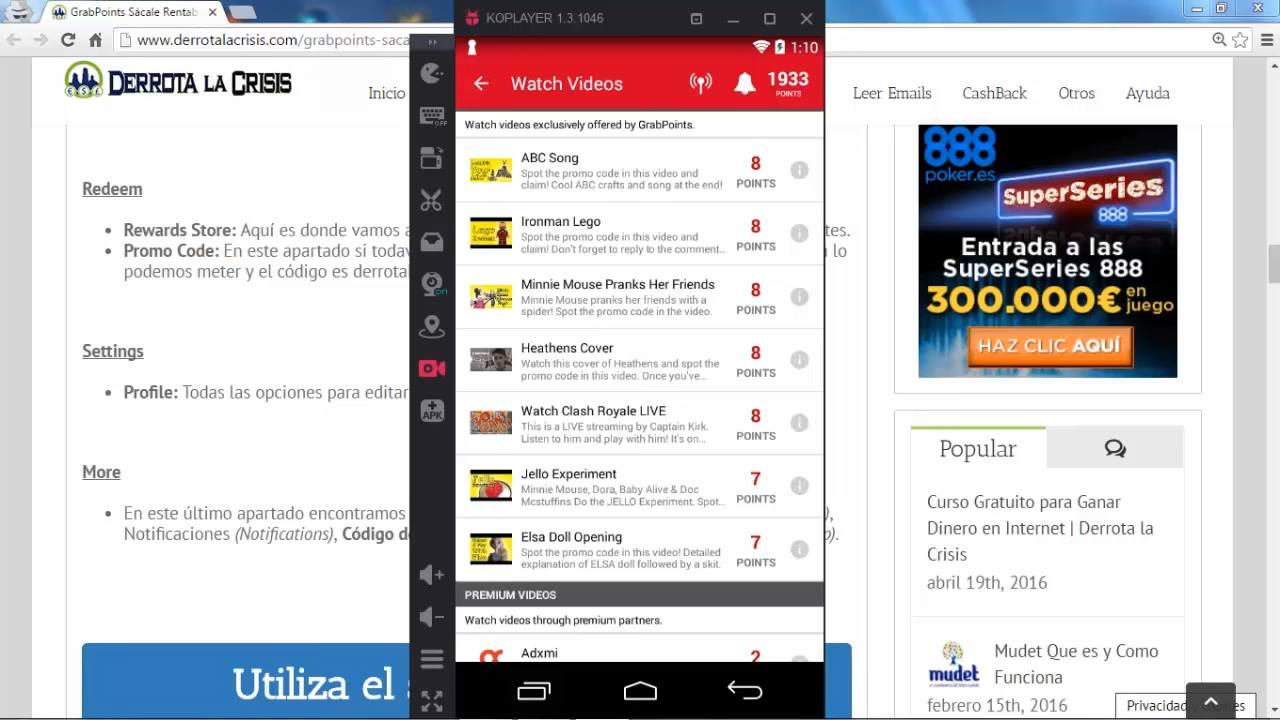 GrabPoints Sácale Rentab
www.derrotalacrisis.com/grabpoints-saca
DERROTA LA CRISIS
Inicio
Leer Emails
CashBack
Otros
Ayuda
Redeem
Rewards Store: Aquí es donde vamos a
tes.
Promo Code: En este apartado si toda
a lo
podemos meter y el código es derrotal
Settings
Profile: Todas las opciones para editar
More
En este último apartado encontramos
Notificaciones (Notifications), Código d
Utiliza el
KOPLAYER 1.3.1046
1:10
Watch Videos
1933
POINTS
Watch videos exclusively offered by GrabPoints.
ABC Song
Spot the promo code in this video and
claim! Cool ABC crafts and song at the end!
8
POINTS
Ironman Lego
Spot the promo code in this video and
claim! Don't forget to reply to the comment...
8
POINTS
Minnie Mouse Pranks Her Friends
Minnie Mouse pranks her friends with a
spider! Spot the promo code in the video.
8
POINTS
Heathens Cover
Watch this cover of Heathens and spot the
promo code in this video. Once you've...
8
POINTS
Watch Clash Royale LIVE
This is a LIVE streaming by Captain Kirk.
Listen to him and play with him! It's on...
8
POINTS
Jello Experiment
Minnie Mouse, Dora, Baby Alive & Doc
Mcstuffins Do the JELLO Experiment. Spot...
7
POINTS
Elsa Doll Opening
Spot the promo code in this video! Detailed
explanation of ELSA doll followed by a skit.
7
POINTS
PREMIUM VIDEOS
Watch videos through premium partners.
Adxmi
2
OFF
on
APK
888
poker.es
SuperSeries
888
Entrada a las
SuperSeries 888
300.000€ juego
HAZ CLIC AQUÍ
Popular
Curso Gratuito para Ganar
Dinero en Internet | Derrota la
Crisis
abril 19th, 2016
mudet
Mudet Que es y Como
Funciona
febrero 15th, 2016
Privacidad y Cookies